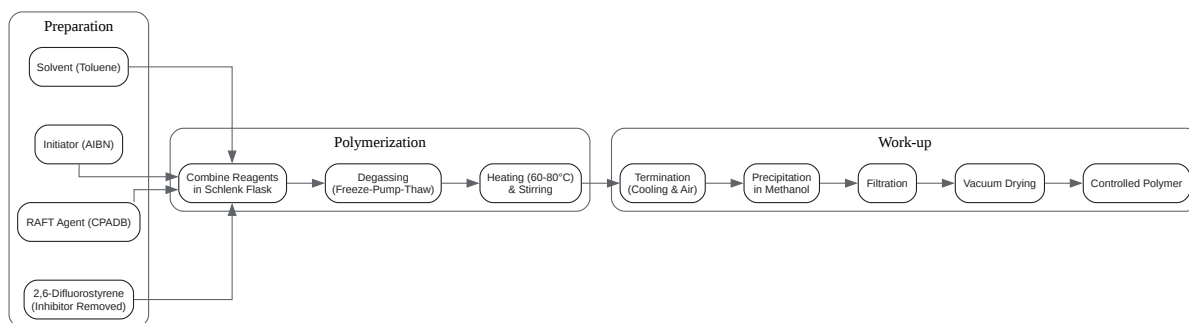 Preparation
Solvent (Toluene)
Initiator (AIBN)
RAFT Agent (CPADB)
2,6-Difluorostyrene
(Inhibitor Removed)
Polymerization
Combine Reagents
in Schlenk Flask
Degassing
(Freeze-Pump-Thaw)
Heating (60-80°C)
& Stirring
Work-up
Termination
(Cooling & Air)
Precipitation
in Methanol
Filtration
Vacuum Drying
Controlled Polymer